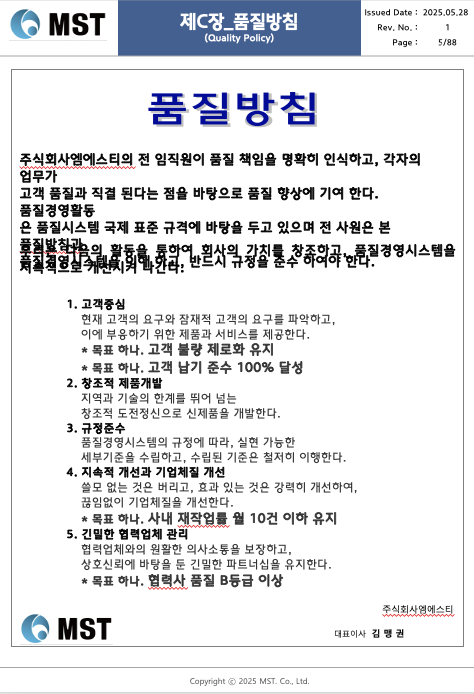 MST
제C장_품질방침
(Quality Policy)
Issued Date : 2025.05.28
Rev. No. : 1
Page : 5/88
품질방침
주식회사엠에스티의 전 임직원이 품질 책임을 명확히 인식하고, 각자의
업무가
고객 품질과 직결 된다는 점을 바탕으로 품질 향상에 기여 한다.
품질경영활동
은 품질시스템 국제 표준 규격에 바탕을 두고 있으며 전 사원은 본
품질방침과
품질경영시스템을 이해 하고, 반드시 규정을 준수 하여야 한다.
우리는 다음의 활동을 통하여 회사의 가치를 창조하고, 품질경영시스템을
지속적으로 개선시켜 나간다!
1. 고객중심
현재 고객의 요구와 잠재적 고객의 요구를 파악하고,
이에 부응하기 위한 제품과 서비스를 제공한다.
* 목표 하나. 고객 불량 제로화 유지
* 목표 하나. 고객 납기 준수 100% 달성
2. 창조적 제품개발
지역과 기술의 한계를 뛰어 넘는
창조적 도전정신으로 신제품을 개발한다.
3. 규정준수
품질경영시스템의 규정에 따라, 실현 가능한
세부기준을 수립하고, 수립된 기준은 철저히 이행한다.
4. 지속적 개선과 기업체질 개선
쓸모 없는 것은 버리고, 효과 있는 것은 강력히 개선하여,
끊임없이 기업체질을 개선한다.
* 목표 하나. 사내 재작업률 월 10건 이하 유지
5. 긴밀한 협력업체 관리
협력업체와의 원활한 의사소통을 보장하고,
상호신뢰에 바탕을 둔 긴밀한 파트너십을 유지한다.
* 목표 하나. 협력사 품질 B등급 이상
주식회사엠에스티
MST
대표이사 김 맹 권
Copyright ⓒ 2025 MST. Co., Ltd.